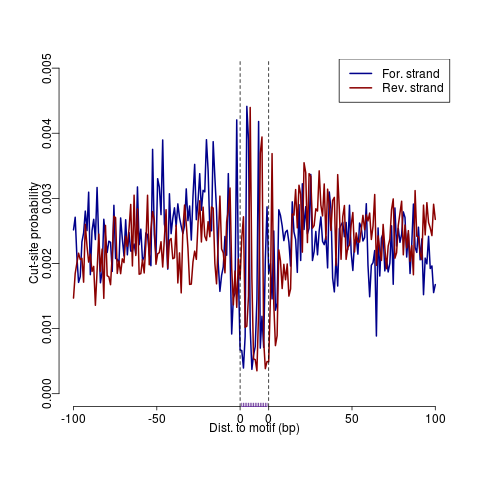 0.005
For. strand
Rev. strand
0.004
0.003
0.002
0.001
0.000
Cut-site probability
-100 -50 0 0 50 100
Dist. to motif (bp)